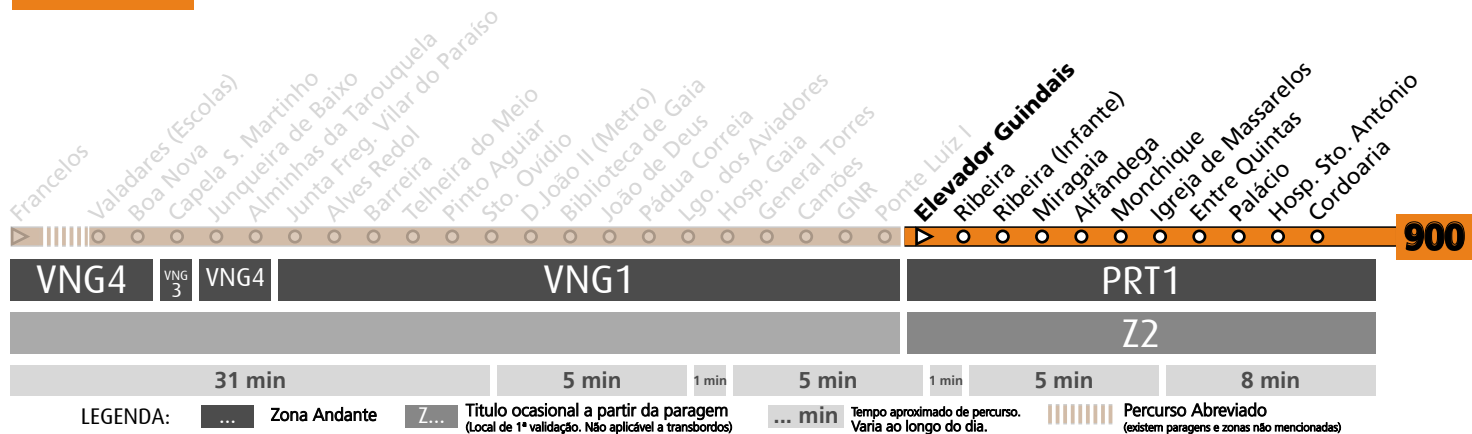 Francelos
Valadares (Escolas)
Boa Nova
Capela S. Martinho
Junqueira de Baixo
Alminhas da Tarouquela
Junta Freg. Vilar do Paraíso
Alves Redol
Barreira
Telheira do Meio
Pinto Aguiar
Sto. Ovídio
D.João II (Metro)
Biblioteca de Gaia
João de Deus
Pádua Correia
Lgo. dos Aviadores
Hosp. Gaia
General Torres
Camões
GNR
Ponte Luíz I
Elevador Guindais
Ribeira
Ribeira (Infante)
Miragaia
Alfândega
Monchique
Igreja de Massarelos
Entre Quintas
Palácio
Hosp. Sto. António
Cordoaria
900
VNG4 VNG 3 VNG4 VNG1 PRT1
Z2
31 min 5 min 1 min 5 min 1 min 5 min 8 min
LEGENDA: ... Zona Andante Z... Titulo ocasional a partir da paragem ... min Tempo aproximado de percurso. Percurso Abreviado
(Local de 1ª validação. Não aplicável a transbordos) Varia ao longo do dia. (existem paragens e zonas não mencionadas)